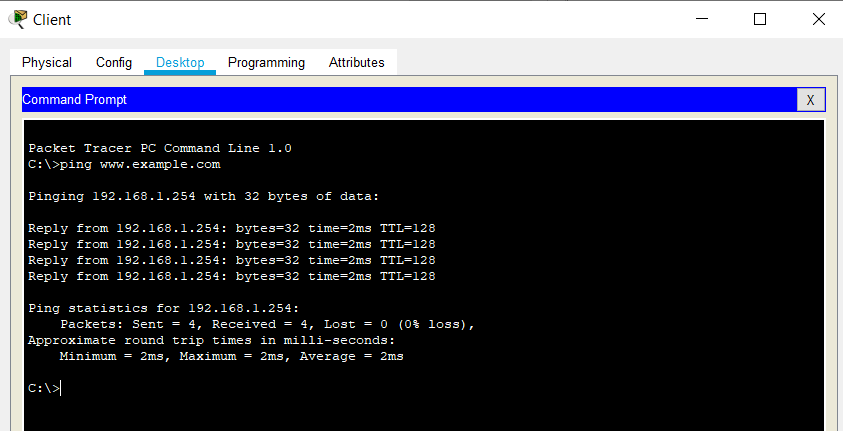 Client
Physical Config Desktop Programming Attributes
Command Prompt X
Packet Tracer PC Command Line 1.0
C:\>ping www.example.com
Pinging 192.168.1.254 with 32 bytes of data:
Reply from 192.168.1.254: bytes=32 time=2ms TTL=128
Reply from 192.168.1.254: bytes=32 time=2ms TTL=128
Reply from 192.168.1.254: bytes=32 time=2ms TTL=128
Reply from 192.168.1.254: bytes=32 time=2ms TTL=128
Ping statistics for 192.168.1.254:
Packets: Sent = 4, Received = 4, Lost = 0 (0% loss),
Approximate round trip times in milli-seconds:
Minimum = 2ms, Maximum = 2ms, Average = 2ms
C:\>